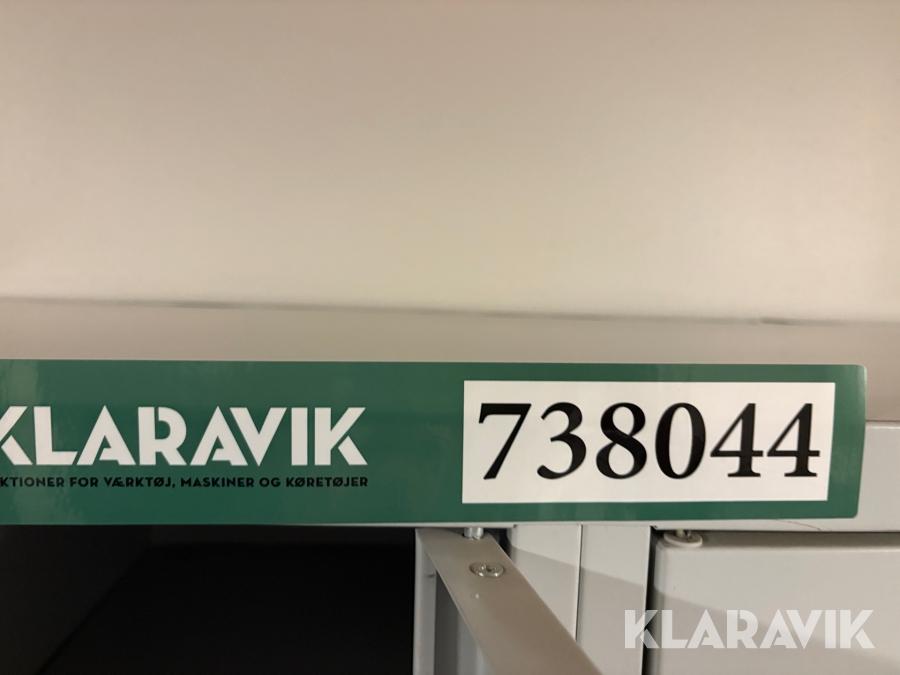 KLARAVIK
KTIONER FOR VÆRKTØJ, MASKINER OG KØRETØJER
738044
KLARAVIK